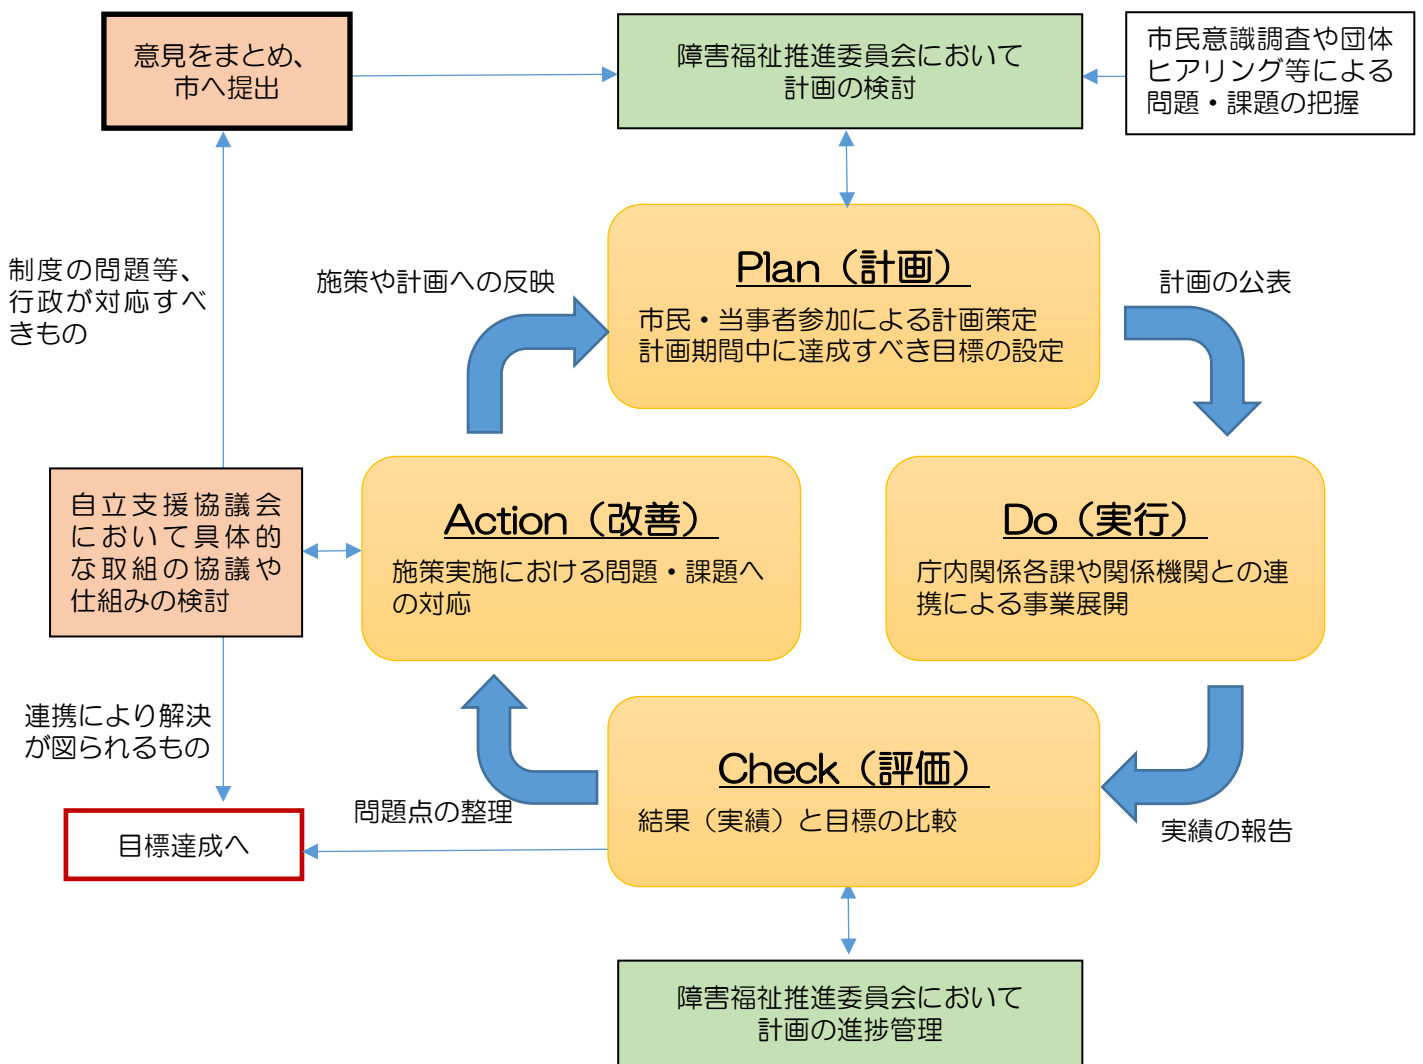 意見をまとめ、
市へ提出
障害福祉推進委員会において
計画の検討
市民意識調査や団体
ヒアリング等による
問題・課題の把握
制度の問題等、
行政が対応すべ
きもの
施策や計画への反映
Plan（計画）
市民・当事者参加による計画策定
計画期間中に達成すべき目標の設定
計画の公表
自立支援協議会
において具体的
な取組の協議や
仕組みの検討
Action（改善）
施策実施における問題・課題へ
の対応
Do（実行）
庁内関係各課や関係機関との連
携による事業展開
連携により解決
が図られるもの
問題点の整理
Check（評価）
結果（実績）と目標の比較
実績の報告
目標達成へ
障害福祉推進委員会において
計画の進捗管理